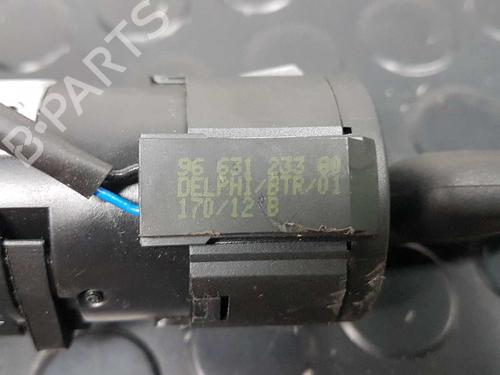 96 631 233 80
DELPHI/BTR/01
170/12 B
B-PARTS